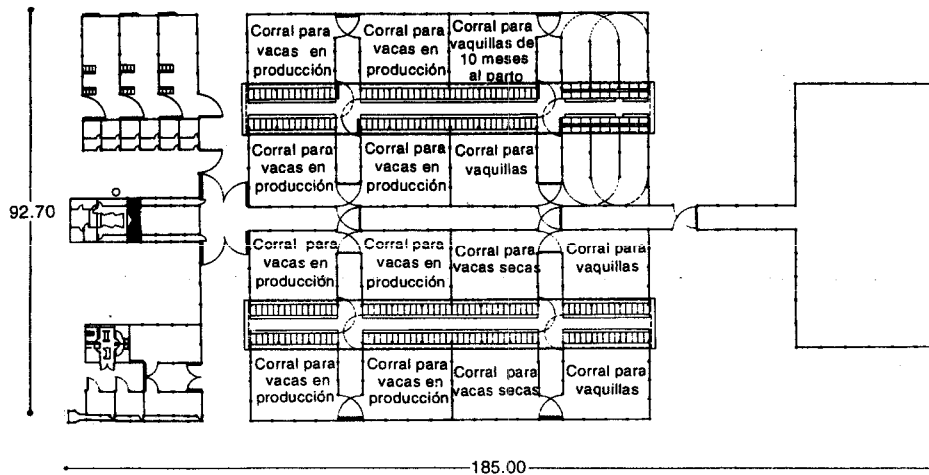 Corral para
vacas en
producción
Corral para
vacas en
producción
Corral para
vaquillas de
10 meses
al parto
Corral para
vacas en
producción
Corral para
vacas en
producción
Corral para
vaquillas
92.70
Corral para
vacas en
producción
Corral para
vacas en
producción
Corral para
vacas secas
Corral para
vaquillas
Corral para
vacas en
producción
Corral para
vacas en
producción
Corral para
vacas secas
Corral para
vaquillas
185.00